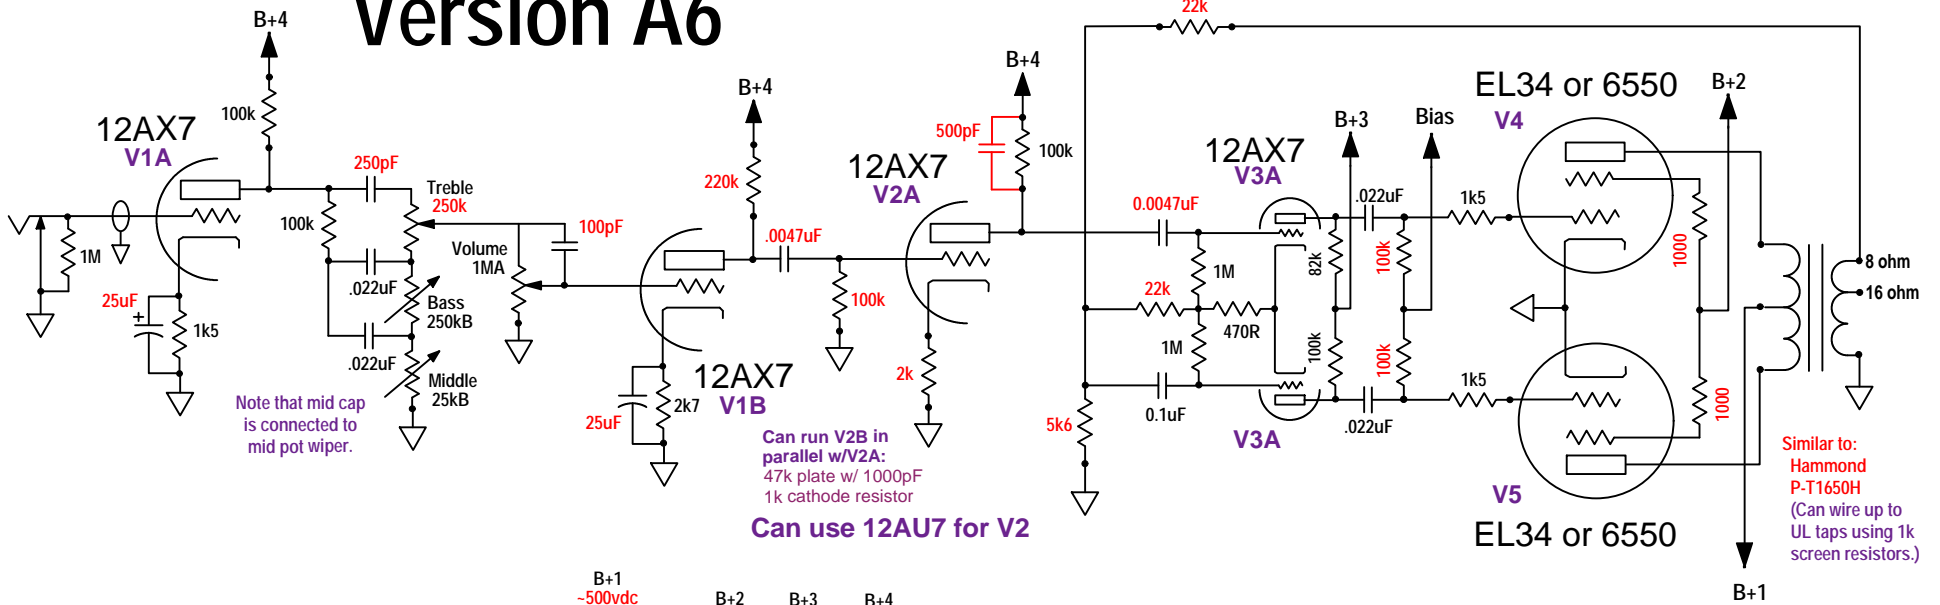 Version A6
B+4
100k
12AX7
V1A
250pF
Treble
250k
100k
1M
.022uF
Bass
250kB
.022uF
Middle
25kB
25uF
+
1k5
Note that mid cap
is connected to
mid pot wiper.
Volume
1MA
100pF
B+4
220k
.0047uF
12AX7
V1B
25uF
2k7
100k
12AX7
V2A
B+4
500pF
100k
2k
Can run V2B in
parallel w/V2A:
47k plate w/ 1000pF
1k cathode resistor
Can use 12AU7 for V2
22k
0.0047uF
12AX7
V3A
1M
22k
470R
1M
0.1uF
5k6
V3A
B+3
82k
100k
.022uF
.022uF
Bias
100k
100k
1k5
1k5
EL34 or 6550
V4
B+2
1000
1000
V5
EL34 or 6550
8 ohm
16 ohm
Similar to:
Hammond
P-T1650H
(Can wire up to
UL taps using 1k
screen resistors.)
B+1
B+1
~500vdc
B+2
B+3
B+4